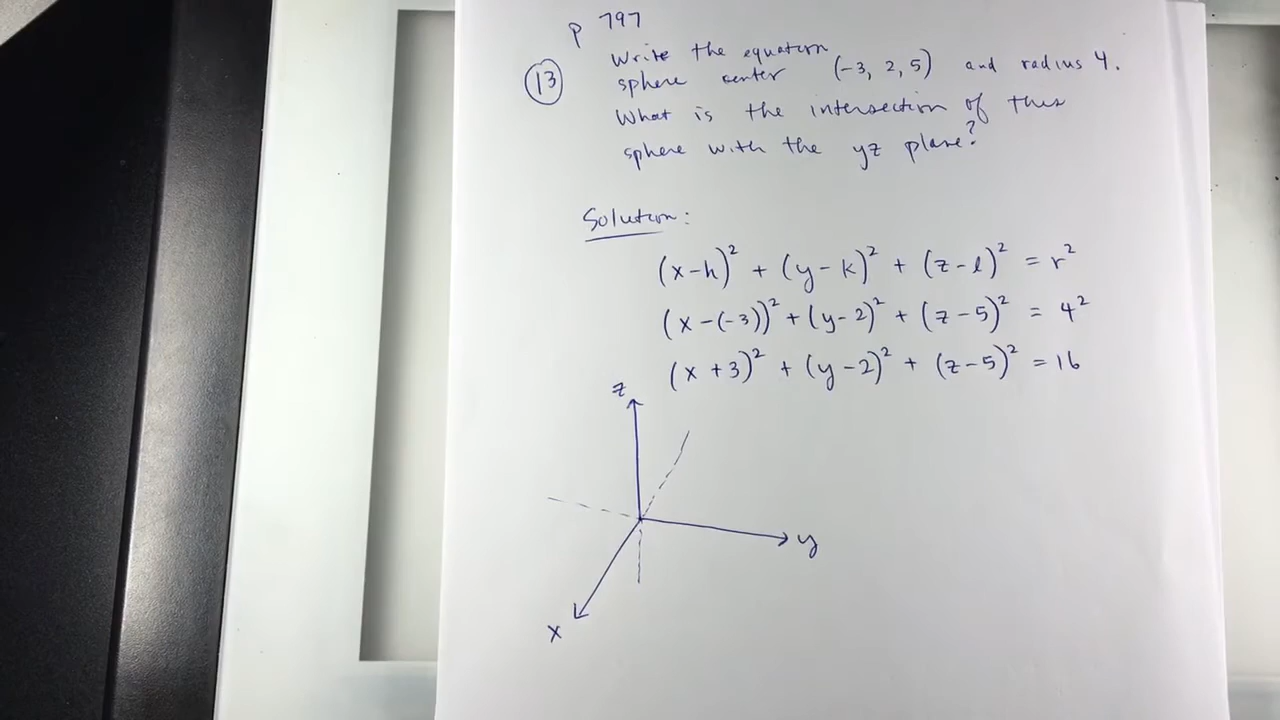 p 797
(13) Write the equation
sphere center (-3, 2, 5) and radius 4.
What is the intersection of this
sphere with the yz plane?
Solution:
(x-h)² + (y-k)² + (z-l)² = r²
(x-(-3))² + (y-2)² + (z-5)² = 4²
(x+3)² + (y-2)² + (z-5)² = 16
z
y
x